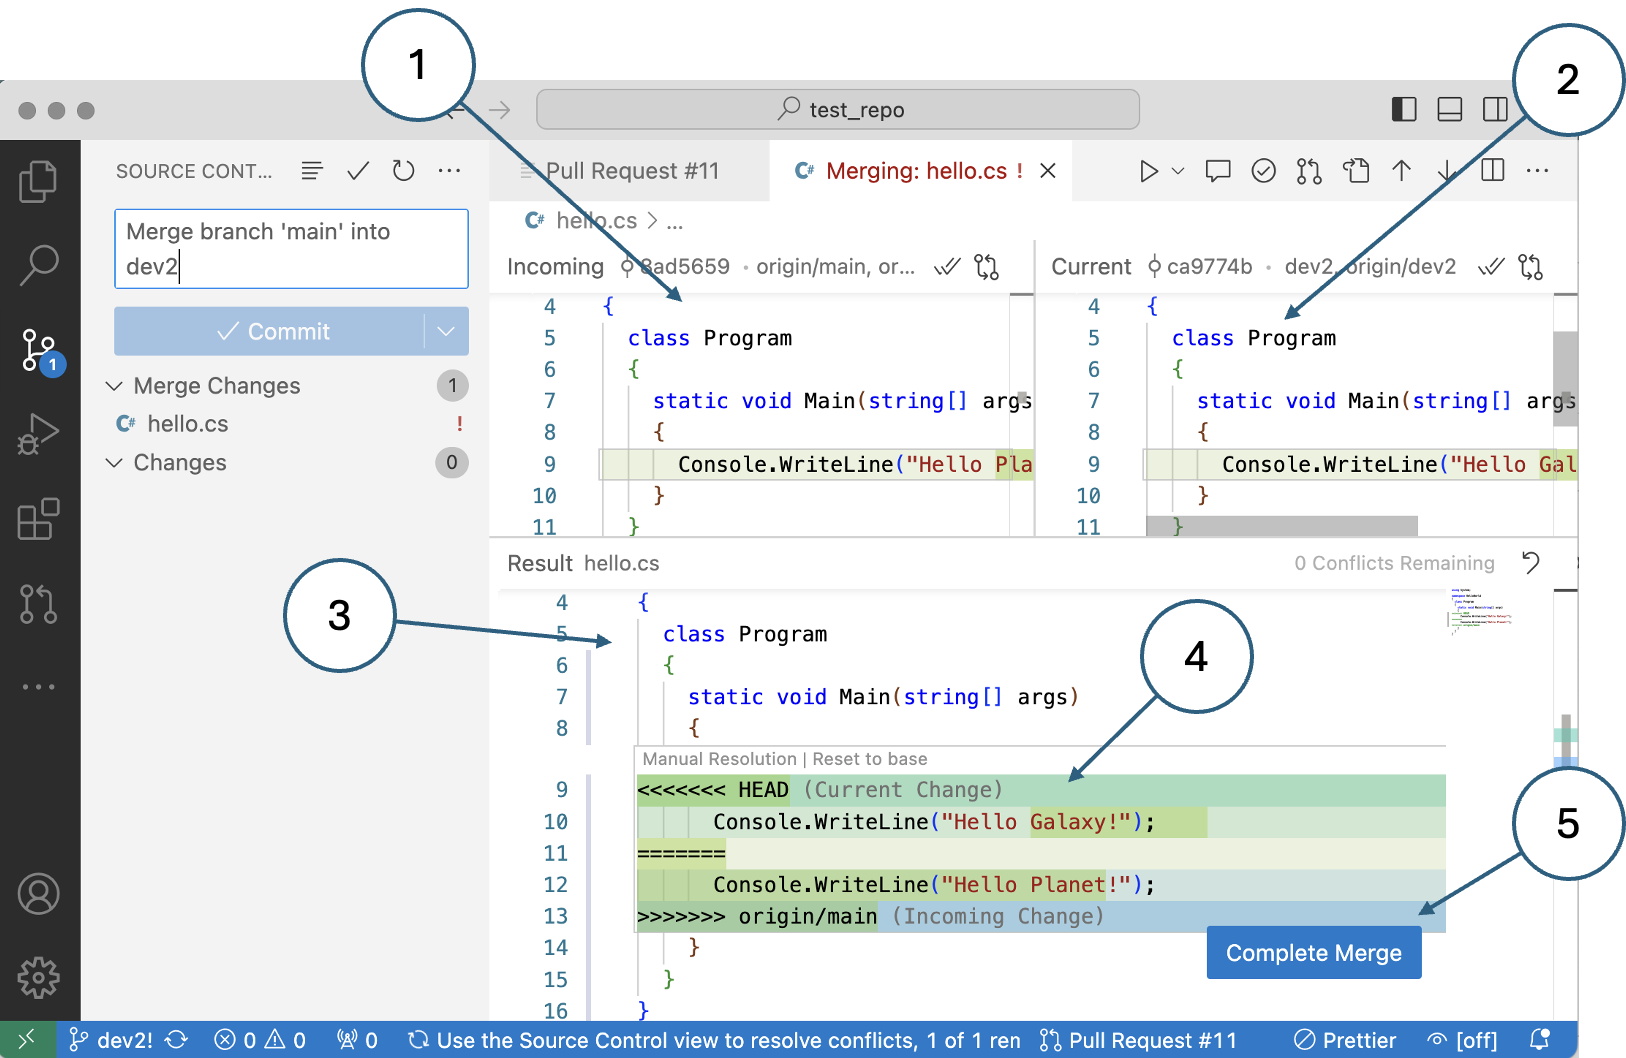 1
2
test_repo
SOURCE CONT...
Pull Request #11
C# Merging: hello.cs !
Merge branch 'main' into
dev2
C# hello.cs > ...
Incoming 8ad5659 • origin/main, or...
Current ca9774b • dev2, origin/dev2
Commit
1
Merge Changes 1
C# hello.cs !
Changes 0
4 {
5 class Program
6 {
7 static void Main(string[] args
8 {
9 Console.WriteLine("Hello Pla
10 }
11 }
4 {
5 class Program
6 {
7 static void Main(string[] args
8 {
9 Console.WriteLine("Hello Gal
10 }
11 }
Result hello.cs
0 Conflicts Remaining
3
4
5
4 {
5 class Program
6 {
7 static void Main(string[] args)
8 {
Manual Resolution | Reset to base
9 <<<<<<< HEAD (Current Change)
10 Console.WriteLine("Hello Galaxy!");
11 =======
12 Console.WriteLine("Hello Planet!");
13 >>>>>>> origin/main (Incoming Change)
14 }
15 }
16 }
Complete Merge
dev2! 0 0 0 Use the Source Control view to resolve conflicts, 1 of 1 ren Pull Request #11 Prettier [off]